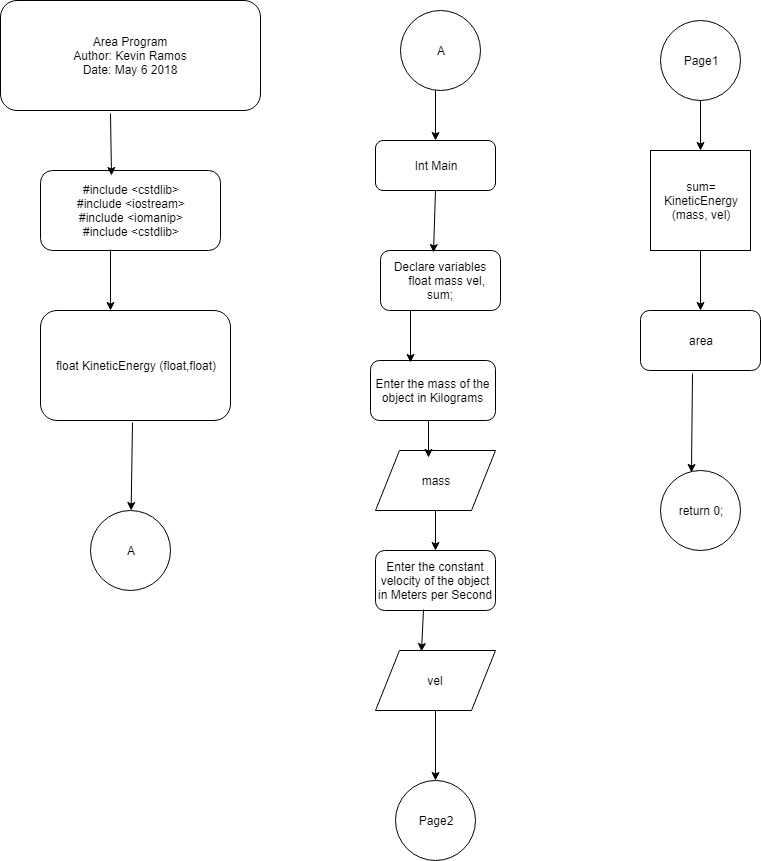 Area Program
Author: Kevin Ramos
Date: May 6 2018
#include <cstdlib>
#include <iostream>
#include <iomanip>
#include <cstdlib>
float KineticEnergy (float,float)
A
A
Int Main
Declare variables
float mass vel,
sum;
Enter the mass of the
object in Kilograms
mass
Enter the constant
velocity of the object
in Meters per Second
vel
Page2
Page1
sum=
KineticEnergy
(mass, vel)
area
return 0;